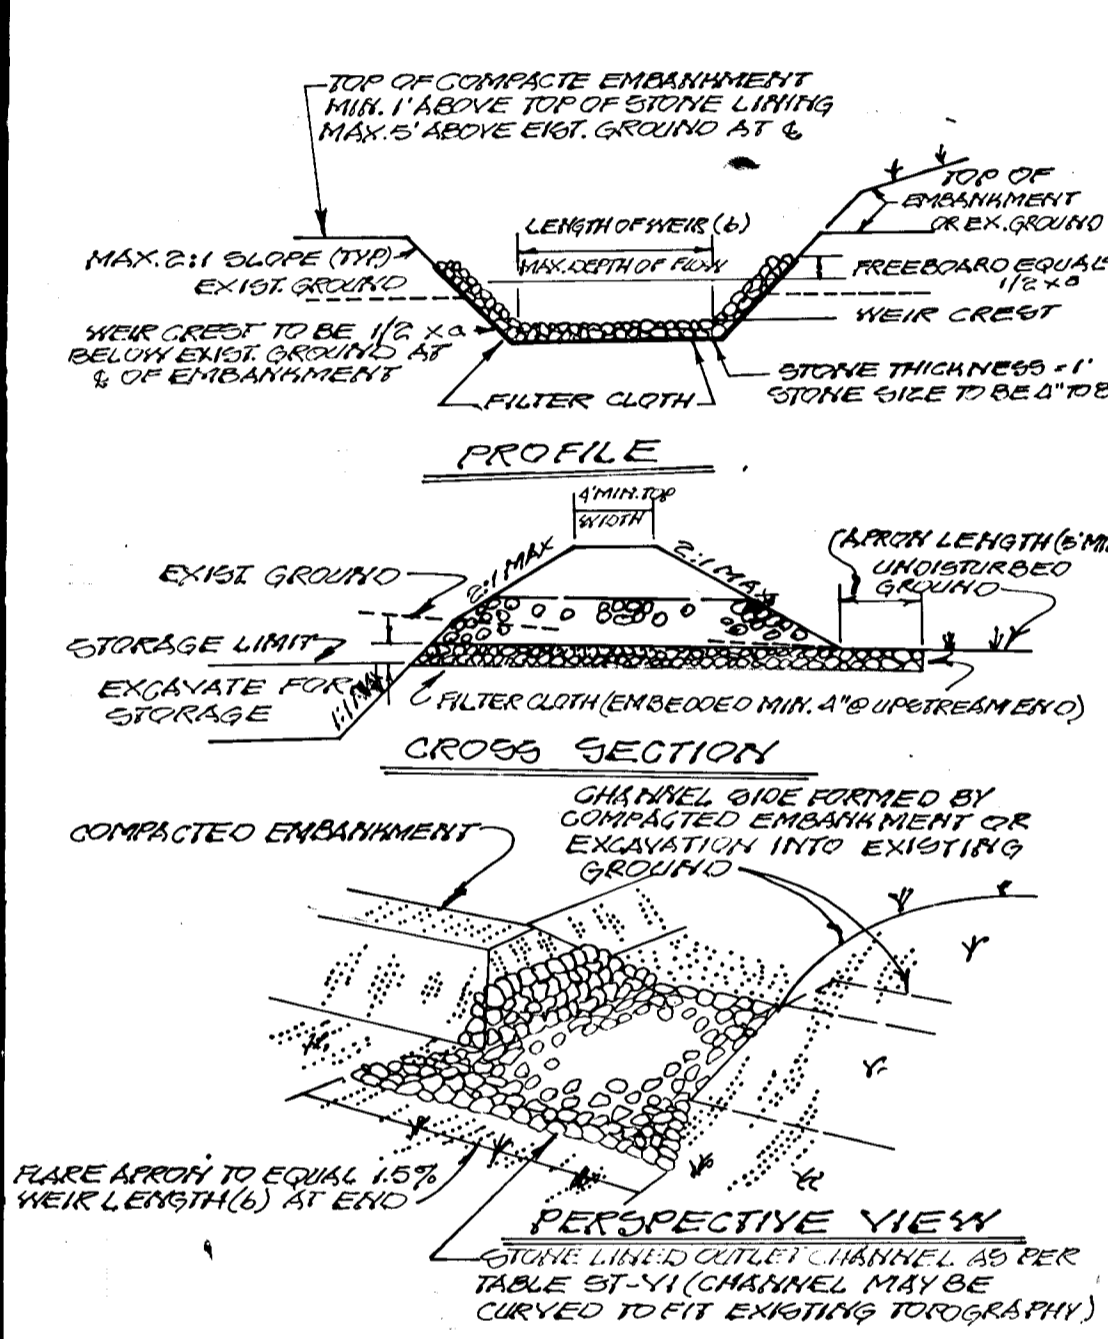 TOP OF COMPACTE EMBANKMENT
MIN. 1' ABOVE TOP OF STONE LINING
MAX. 5' ABOVE EIST. GROUND AT ℄
TOP OF
EMBANKMENT
OR EX. GROUND
LENGTH OF WEIR (b)
MAX. 2:1 SLOPE (TYP.)
MAX. DEPTH OF FLOW
FREEBOARD EQUALS
1/2 x a
EXIST. GROUND
WEIR CREST
WEIR CREST TO BE 1/2 x a
BELOW EXIST. GROUND AT
℄ OF EMBANKMENT
STONE THICKNESS = 1'
STONE SIZE TO BE 4" TO 8
FILTER CLOTH
PROFILE
4' MIN. TOP
WIDTH
APRON LENGTH (5' MI
UNDISTURBED
GROUND
2:1 MAX
2:1 MAX
EXIST. GROUND
STORAGE LIMIT
EXCAVATE FOR
STORAGE
1:1 MAX
FILTER CLOTH (EMBEDDED MIN. 4" @ UPSTREAM END)
CROSS SECTION
CHANNEL SIDE FORMED BY
COMPACTED EMBANKMENT OR
EXCAVATION INTO EXISTING
GROUND
COMPACTED EMBANKMENT
FLARE APRON TO EQUAL 1.5%
WEIR LENGTH (b) AT END
PERSPECTIVE VIEW
STONE LINED OUTLET CHANNEL AS PER
TABLE ST-VI (CHANNEL MAY BE
CURVED TO FIT EXISTING TOPOGRAPHY)